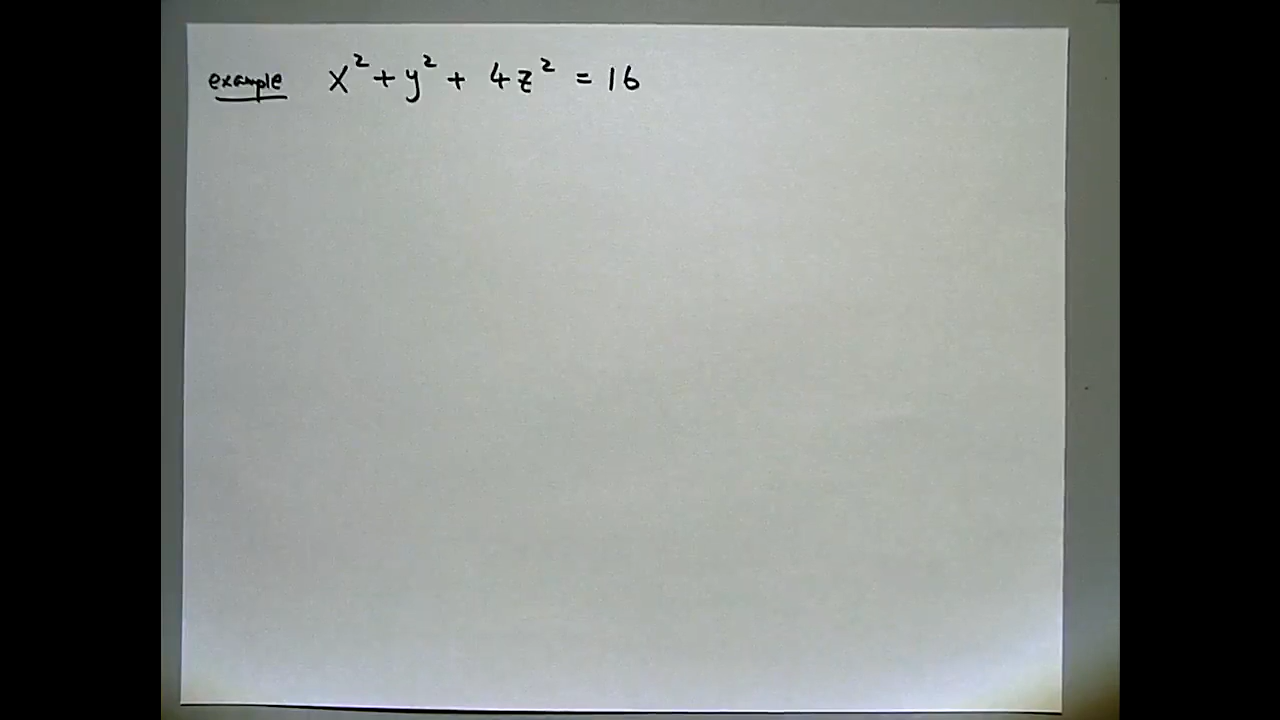 example x² + y² + 4z² = 16